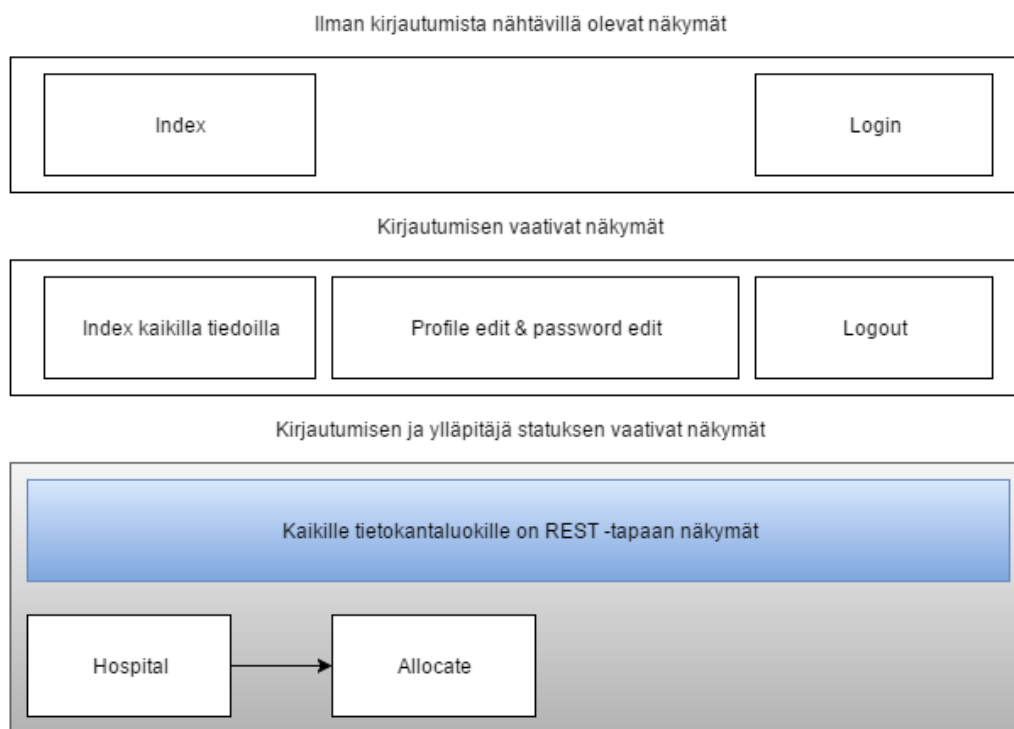 Ilman kirjautumista nähtävillä olevat näkymät
Index
Login
Kirjautumisen vaativat näkymät
Index kaikilla tiedoilla
Profile edit & password edit
Logout
Kirjautumisen ja ylläpitäjä statuksen vaativat näkymät
Kaikille tietokantaluokille on REST -tapaan näkymät
Hospital
Allocate